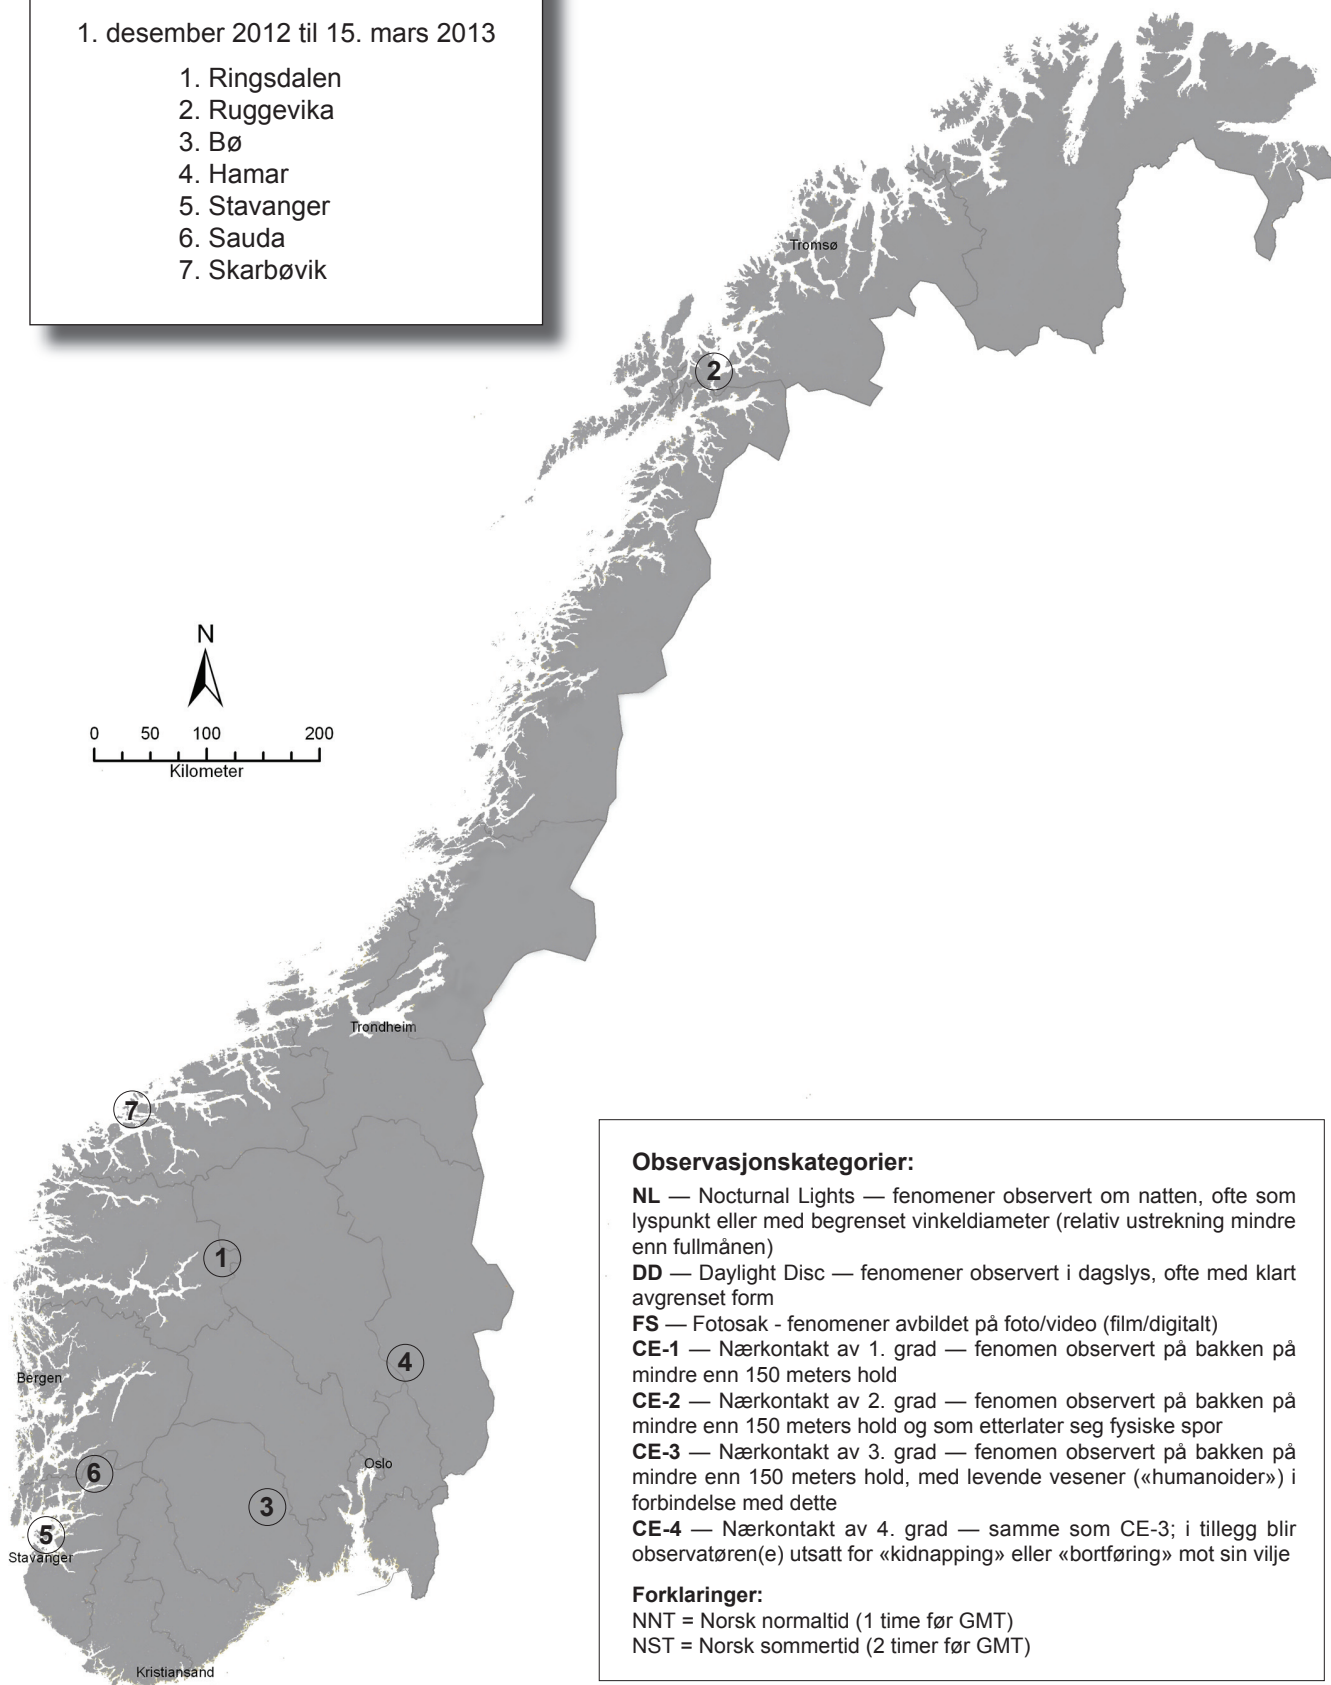 1. desember 2012 til 15. mars 2013
1. Ringsdalen
2. Ruggevika
3. Bø
4. Hamar
5. Stavanger
6. Sauda
7. Skarbøvik
Tromsø
2
N
0 50 100 200
Kilometer
Trondheim
7
1
4
Bergen
Oslo
6
3
5
Stavanger
Kristiansand
Observasjonskategorier:
NL — Nocturnal Lights — fenomener observert om natten, ofte som
lyspunkt eller med begrenset vinkeldiameter (relativ ustrekning mindre
enn fullmånen)
DD — Daylight Disc — fenomener observert i dagslys, ofte med klart
avgrenset form
FS — Fotosak - fenomener avbildet på foto/video (film/digitalt)
CE-1 — Nærkontakt av 1. grad — fenomen observert på bakken på
mindre enn 150 meters hold
CE-2 — Nærkontakt av 2. grad — fenomen observert på bakken på
mindre enn 150 meters hold og som etterlater seg fysiske spor
CE-3 — Nærkontakt av 3. grad — fenomen observert på bakken på
mindre enn 150 meters hold, med levende vesener («humanoider») i
forbindelse med dette
CE-4 — Nærkontakt av 4. grad — samme som CE-3; i tillegg blir
observatøren(e) utsatt for «kidnapping» eller «bortføring» mot sin vilje
Forklaringer:
NNT = Norsk normaltid (1 time før GMT)
NST = Norsk sommertid (2 timer før GMT)